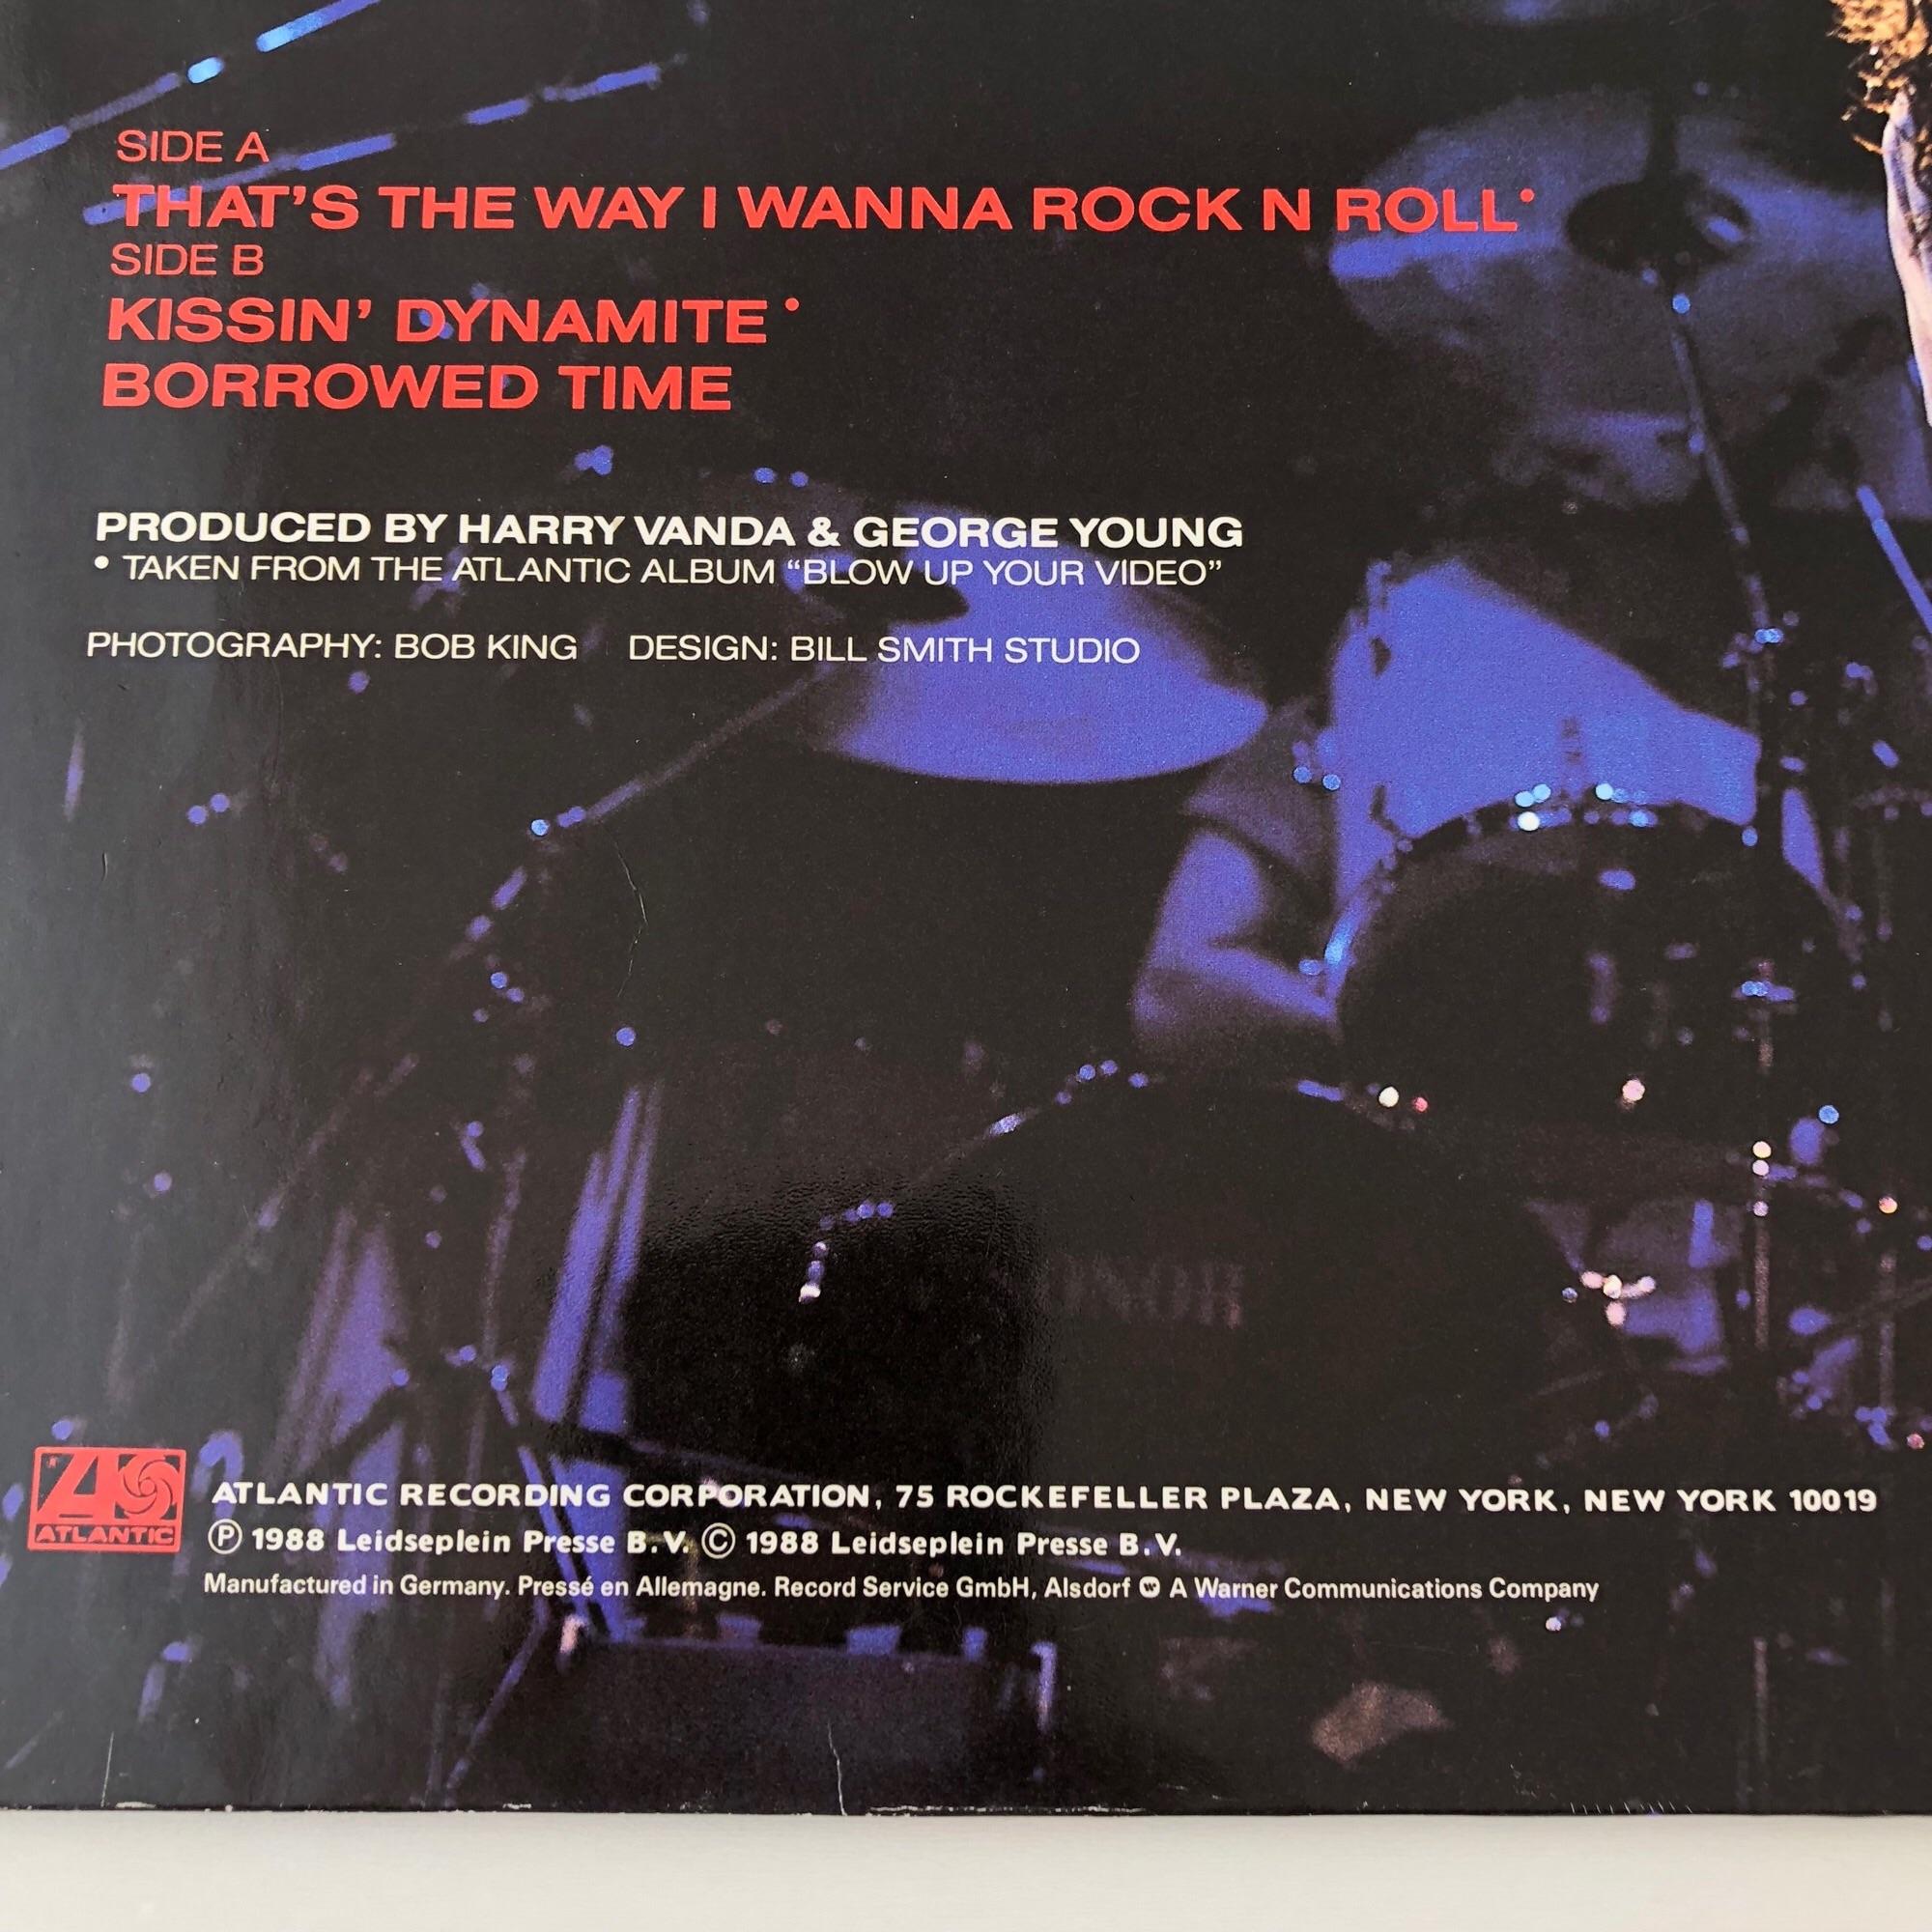 SIDE A
THAT'S THE WAY I WANNA ROCK N ROLL•
SIDE B
KISSIN' DYNAMITE •
BORROWED TIME
PRODUCED BY HARRY VANDA & GEORGE YOUNG
• TAKEN FROM THE ATLANTIC ALBUM “BLOW UP YOUR VIDEO”
PHOTOGRAPHY: BOB KING DESIGN: BILL SMITH STUDIO
ATLANTIC
ATLANTIC RECORDING CORPORATION, 75 ROCKEFELLER PLAZA, NEW YORK, NEW YORK 10019
Ⓟ 1988 Leidseplein Presse B.V. © 1988 Leidseplein Presse B.V.
Manufactured in Germany. Pressé en Allemagne. Record Service GmbH, Alsdorf Ⓦ A Warner Communications Company